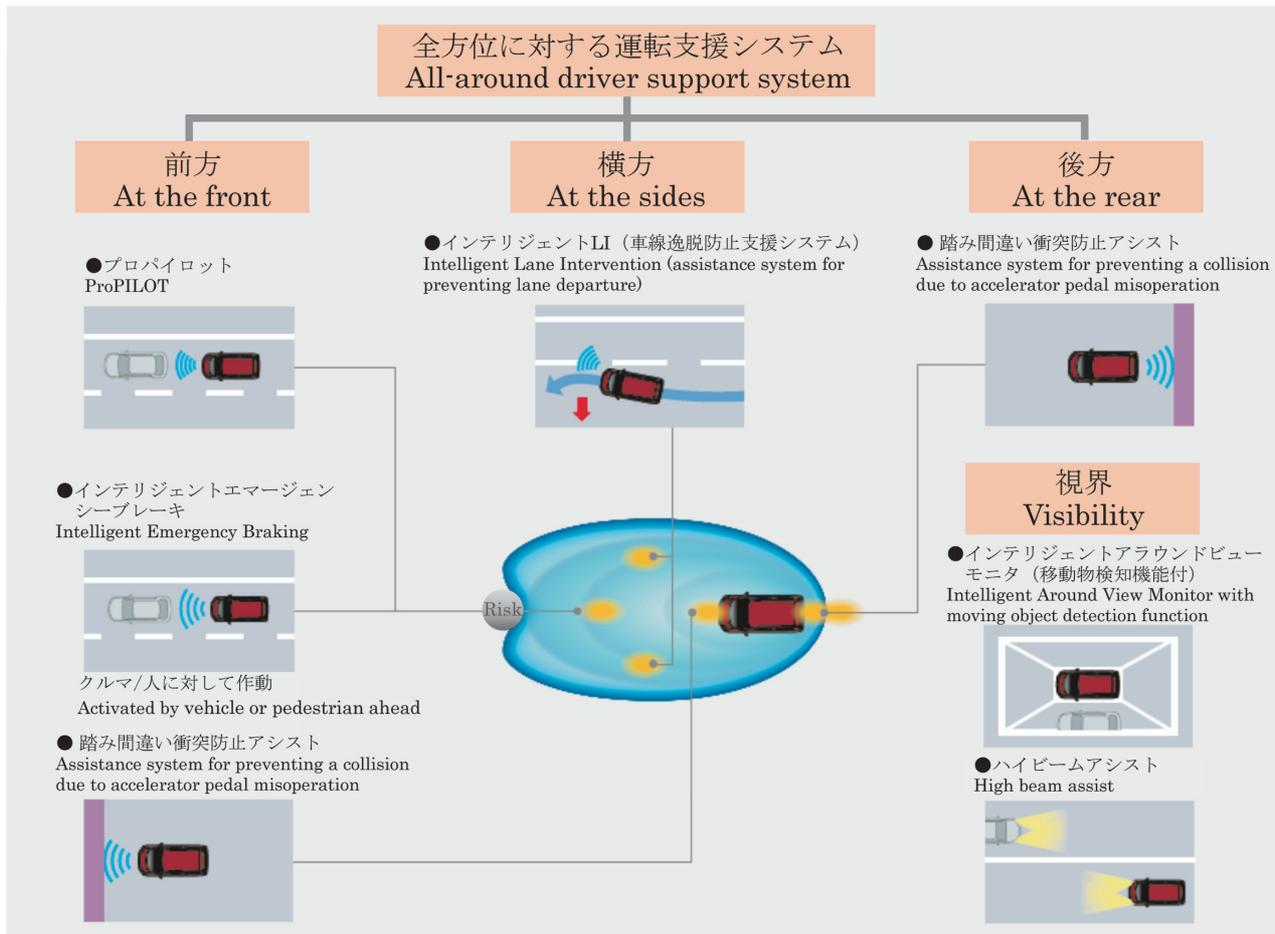 全方位に対する運転支援システム
All-around driver support system
前方
At the front
●プロパイロット
ProPILOT
●インテリジェントエマージェン
シーブレーキ
Intelligent Emergency Braking
クルマ/人に対して作動
Activated by vehicle or pedestrian ahead
● 踏み間違い衝突防止アシスト
Assistance system for preventing a collision
due to accelerator pedal misoperation
横方
At the sides
●インテリジェントLI（車線逸脱防止支援システム）
Intelligent Lane Intervention (assistance system for
preventing lane departure)
Risk
後方
At the rear
● 踏み間違い衝突防止アシスト
Assistance system for preventing a collision
due to accelerator pedal misoperation
視界
Visibility
●インテリジェントアラウンドビュー
モニタ（移動物検知機能付）
Intelligent Around View Monitor with
moving object detection function
●ハイビームアシスト
High beam assist